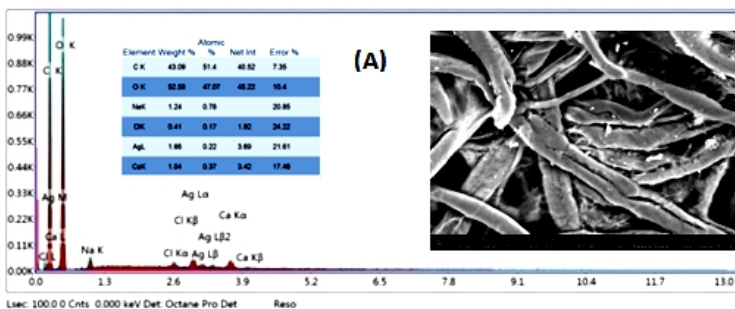 0.99K
0.88K
0.77K
0.66K
0.55K
0.44K
0.33K
0.22K
0.11K
0.00K
O K
C K
Ag M
Ca L
Cl L
Na K
Ag Lα
Cl Kβ
Ca Kα
Ag Lβ2
Cl Kα
Ag Lβ
Ca Kβ
Element Weight % Atomic % Net Int Error %
C K 43.09 51.4 40.52 7.35
O K 52.56 47.07 45.22 10.4
NaK 1.24 0.78 20.85
ClK 0.41 0.17 1.92 24.22
AgL 1.66 0.22 3.69 21.61
CaK 1.04 0.37 3.42 17.48
(A)
0.0 1.3 2.6 3.9 5.2 6.5 7.8 9.1 10.4 11.7 13.0
Lsec: 100.0 0 Cnts 0.000 keV Det: Octane Pro Det Reso